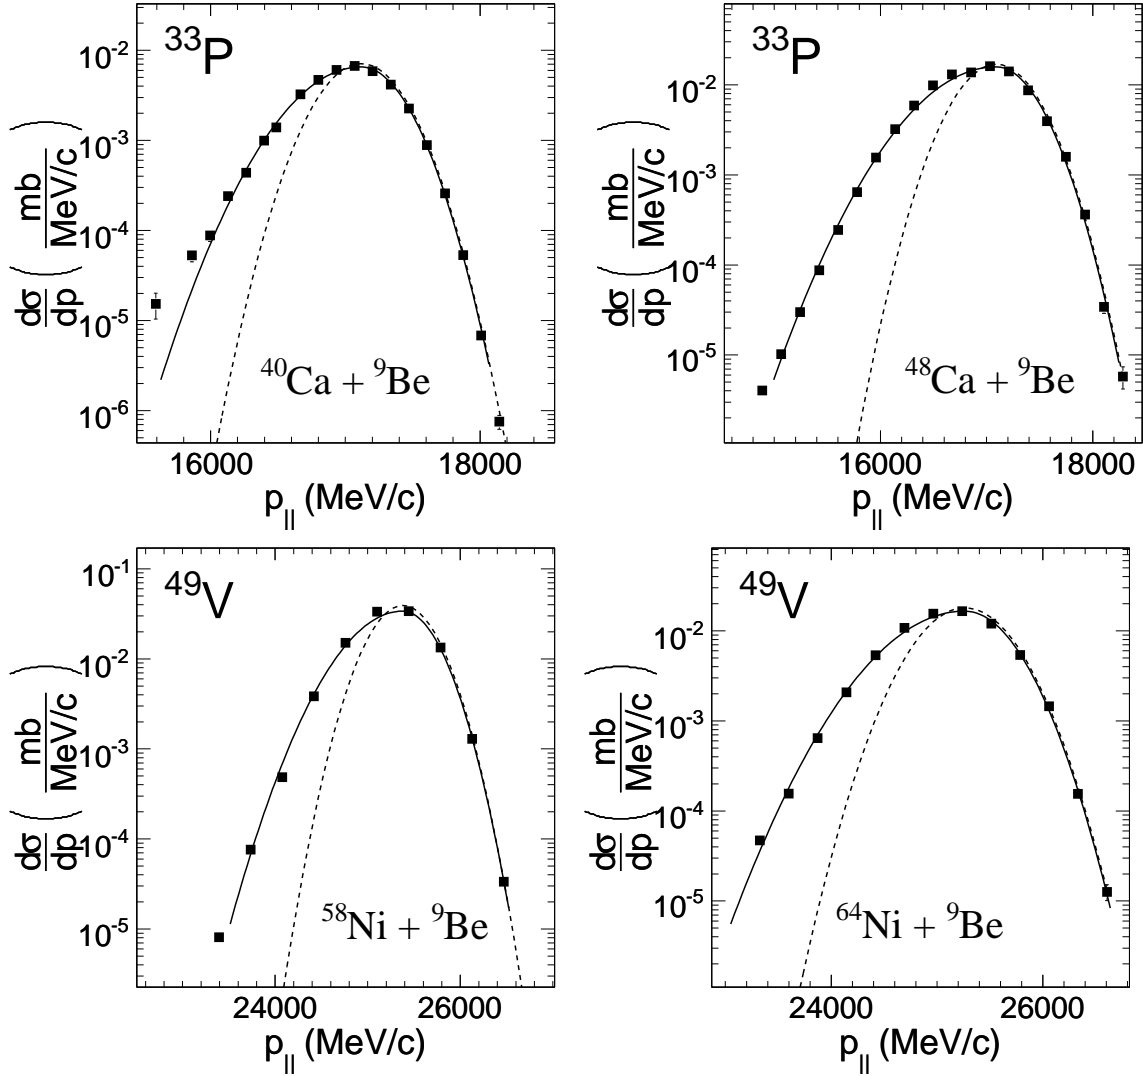 ³³P
10⁻²
10⁻³
10⁻⁴
10⁻⁵
10⁻⁶
dσ/dp (mb/MeV/c)
⁴⁰Ca + ⁹Be
16000 18000
p|| (MeV/c)
³³P
10⁻²
10⁻³
10⁻⁴
10⁻⁵
dσ/dp (mb/MeV/c)
⁴⁸Ca + ⁹Be
16000 18000
p|| (MeV/c)
⁴⁹V
10⁻¹
10⁻²
10⁻³
10⁻⁴
10⁻⁵
dσ/dp (mb/MeV/c)
⁵⁸Ni + ⁹Be
24000 26000
p|| (MeV/c)
⁴⁹V
10⁻²
10⁻³
10⁻⁴
10⁻⁵
dσ/dp (mb/MeV/c)
⁶⁴Ni + ⁹Be
24000 26000
p|| (MeV/c)